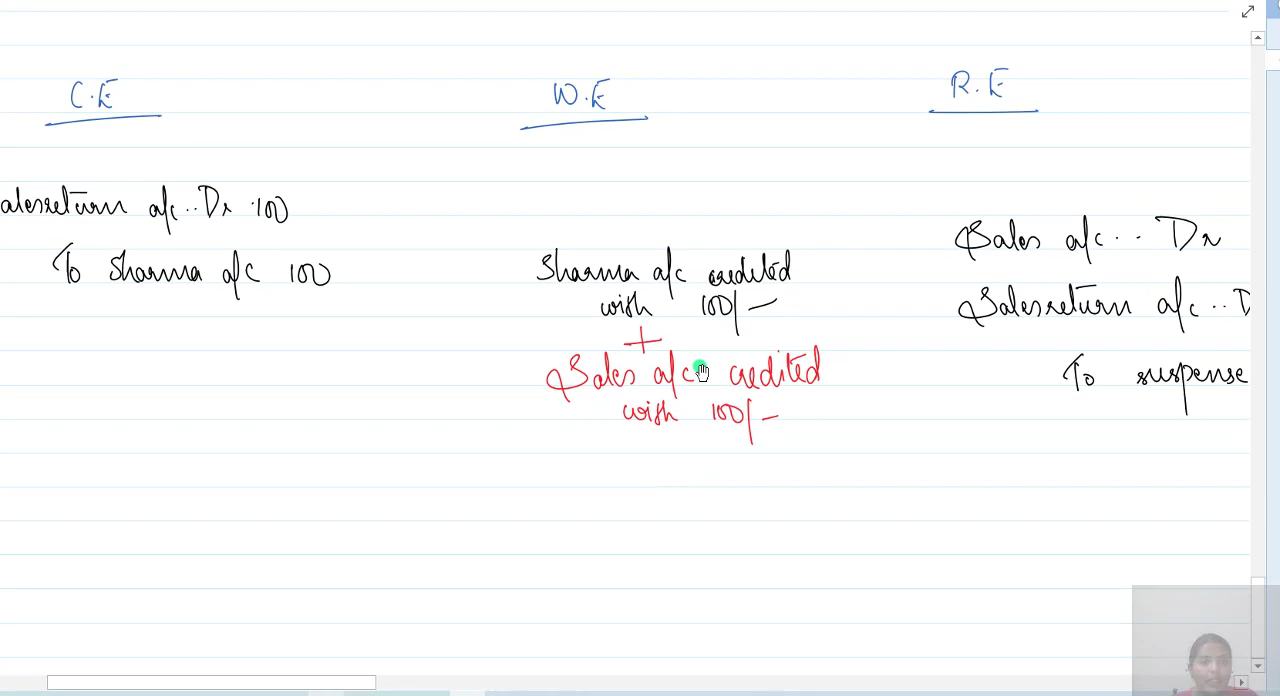 C.E
W.E
R.E
alesreturn a/c .. Dr 100
To Sharma a/c 100
Sharma a/c credited
with 100/-
+
Sales a/c credited
with 100/-
Sales a/c .. Dr
Salesreturn a/c .. D
To suspense